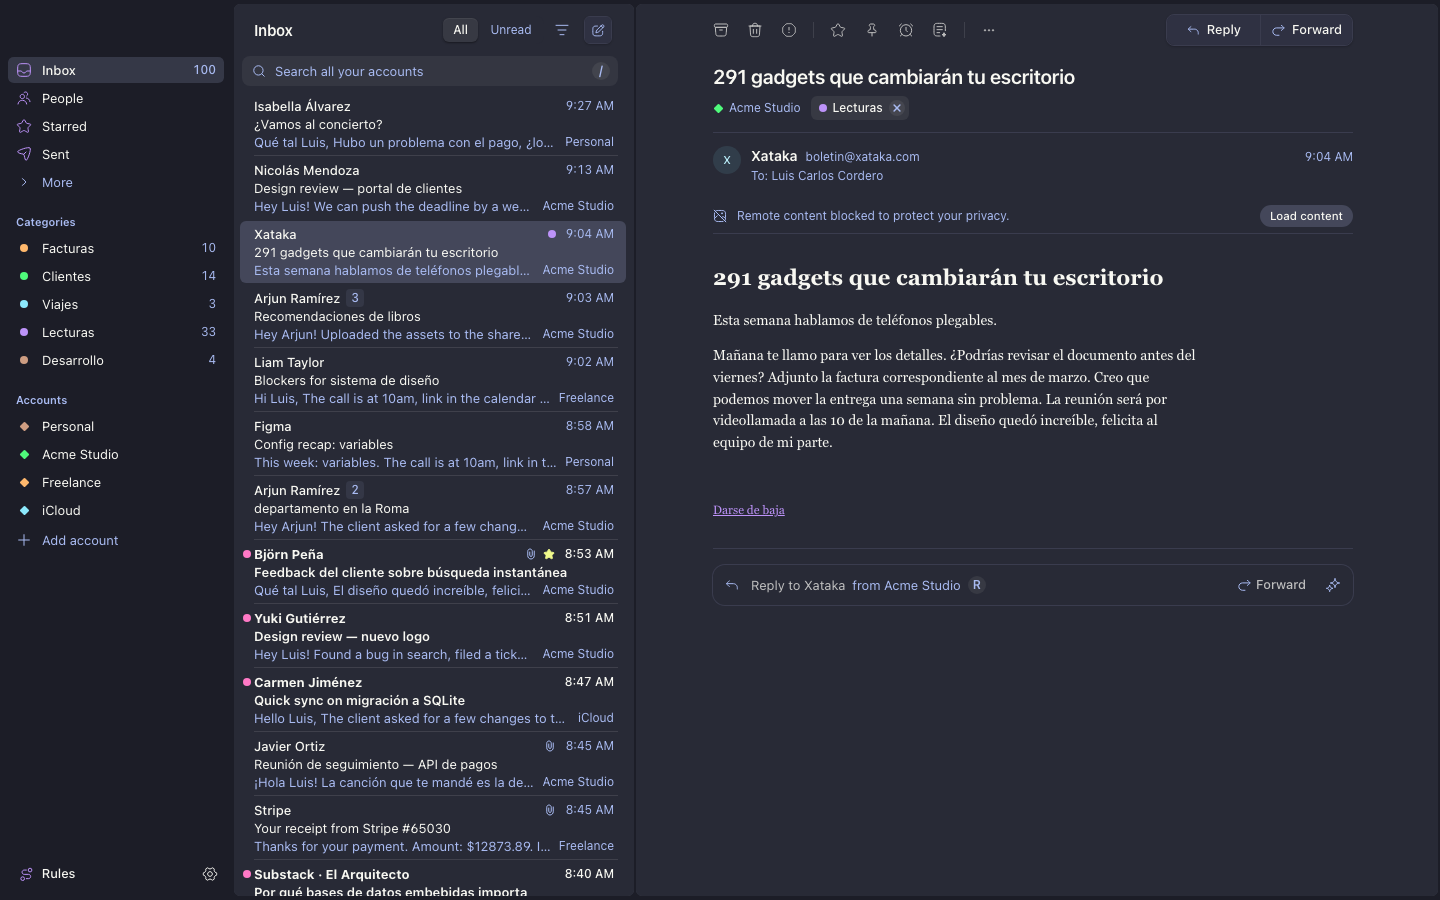 Inbox 100
People
Starred
Sent
More
Categories
Facturas 10
Clientes 14
Viajes 3
Lecturas 33
Desarrollo 4
Accounts
Personal
Acme Studio
Freelance
iCloud
Add account
Rules
Inbox All Unread
Search all your accounts /
Isabella Álvarez 9:27 AM
¿Vamos al concierto?
Qué tal Luis, Hubo un problema con el pago, ¿lo... Personal
Nicolás Mendoza 9:13 AM
Design review — portal de clientes
Hey Luis! We can push the deadline by a we... Acme Studio
Xataka 9:04 AM
291 gadgets que cambiarán tu escritorio
Esta semana hablamos de teléfonos plegabl... Acme Studio
Arjun Ramírez 3 9:03 AM
Recomendaciones de libros
Hey Arjun! Uploaded the assets to the share... Acme Studio
Liam Taylor 9:02 AM
Blockers for sistema de diseño
Hi Luis, The call is at 10am, link in the calendar ... Freelance
Figma 8:58 AM
Config recap: variables
This week: variables. The call is at 10am, link in t... Personal
Arjun Ramírez 2 8:57 AM
departamento en la Roma
Hey Arjun! The client asked for a few chang... Acme Studio
Björn Peña 8:53 AM
Feedback del cliente sobre búsqueda instantánea
Qué tal Luis, El diseño quedó increíble, felici... Acme Studio
Yuki Gutiérrez 8:51 AM
Design review — nuevo logo
Hey Luis! Found a bug in search, filed a tick... Acme Studio
Carmen Jiménez 8:47 AM
Quick sync on migración a SQLite
Hello Luis, The client asked for a few changes to t... iCloud
Javier Ortiz 8:45 AM
Reunión de seguimiento — API de pagos
¡Hola Luis! La canción que te mandé es la de... Acme Studio
Stripe 8:45 AM
Your receipt from Stripe #65030
Thanks for your payment. Amount: $12873.89. I... Freelance
Substack · El Arquitecto 8:40 AM
Por qué bases de datos embebidas importa
Reply Forward
291 gadgets que cambiarán tu escritorio
Acme Studio Lecturas
X Xataka boletin@xataka.com 9:04 AM
To: Luis Carlos Cordero
Remote content blocked to protect your privacy. Load content
291 gadgets que cambiarán tu escritorio
Esta semana hablamos de teléfonos plegables.
Mañana te llamo para ver los detalles. ¿Podrías revisar el documento antes del
viernes? Adjunto la factura correspondiente al mes de marzo. Creo que
podemos mover la entrega una semana sin problema. La reunión será por
videollamada a las 10 de la mañana. El diseño quedó increíble, felicita al
equipo de mi parte.
Darse de baja
Reply to Xataka from Acme Studio R Forward